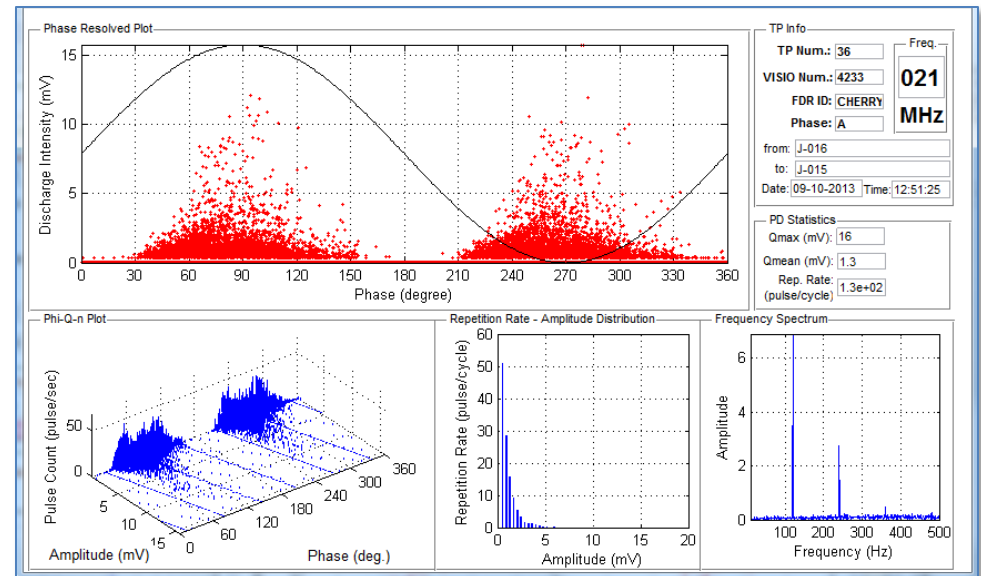 Phase Resolved Plot
15
10
5
0
Discharge Intensity (mV)
0 30 60 90 120 150 180 210 240 270 300 330 360
Phase (degree)
TP Info
TP Num.: 36
VISIO Num.: 4233
FDR ID: CHERRY
Phase: A
Freq.
021
MHz
from: J-016
to: J-015
Date: 09-10-2013 Time: 12:51:25
PD Statistics
Qmax (mV): 16
Qmean (mV): 1.3
Rep. Rate: 1.3e+02
(pulse/cycle)
Phi-Q-n Plot
Pulse Count (pulse/sec)
50
0
5
10
15
Amplitude (mV)
0
60
120
180
240
300
360
Phase (deg.)
Repetition Rate - Amplitude Distribution
60
50
40
30
20
10
0
Repetition Rate (pulse/cycle)
0 5 10 15 20
Amplitude (mV)
Frequency Spectrum
6
4
2
0
Amplitude
100 200 300 400 500
Frequency (Hz)